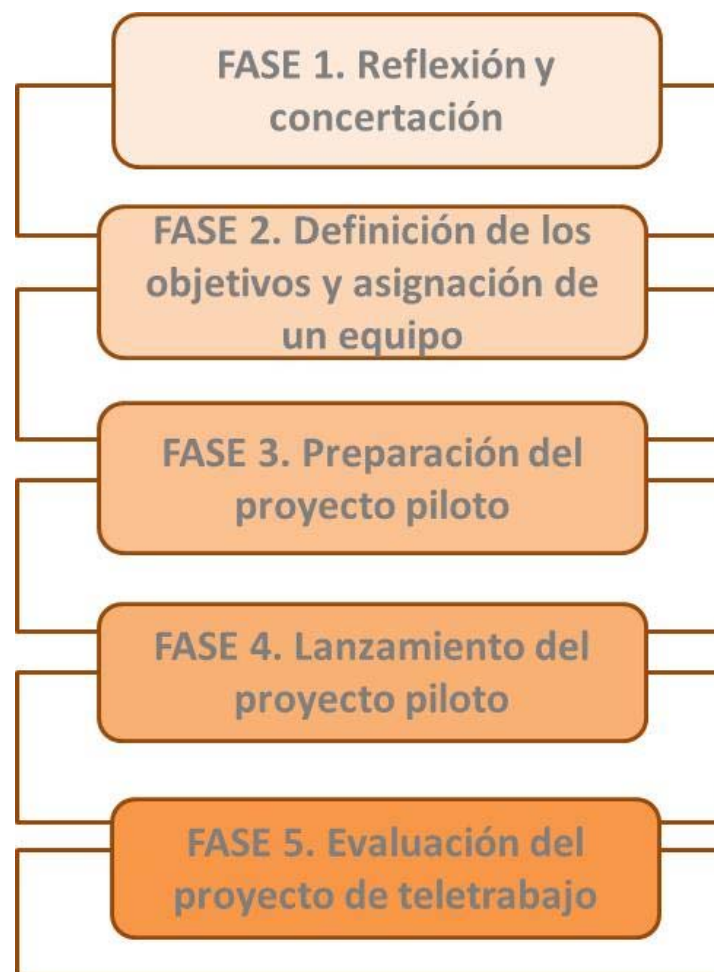 FASE 1. Reflexión y
concertación
FASE 2. Definición de los
objetivos y asignación de
un equipo
FASE 3. Preparación del
proyecto piloto
FASE 4. Lanzamiento del
proyecto piloto
FASE 5. Evaluación del
proyecto de teletrabajo